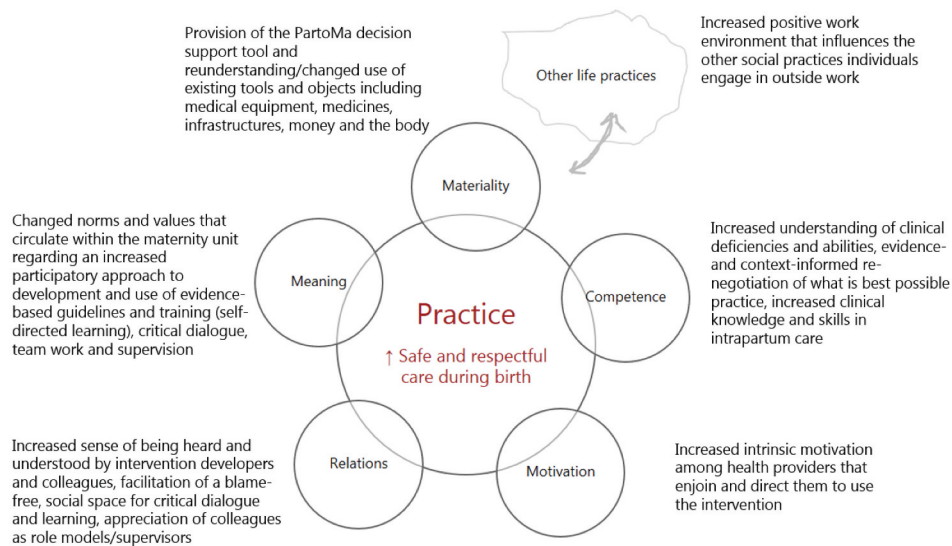 Provision of the PartoMa decision
support tool and
reunderstanding/changed use of
existing tools and objects including
medical equipment, medicines,
infrastructures, money and the body
Other life practices
Increased positive work
environment that influences the
other social practices individuals
engage in outside work
Materiality
Changed norms and values that
circulate within the maternity unit
regarding an increased
participatory approach to
development and use of evidence-
based guidelines and training (self-
directed learning), critical dialogue,
team work and supervision
Meaning
Competence
Increased understanding of clinical
deficiencies and abilities, evidence-
and context-informed re-
negotiation of what is best possible
practice, increased clinical
knowledge and skills in
intrapartum care
Practice
↑ Safe and respectful
care during birth
Increased sense of being heard and
understood by intervention developers
and colleagues, facilitation of a blame-
free, social space for critical dialogue
and learning, appreciation of colleagues
as role models/supervisors
Relations
Motivation
Increased intrinsic motivation
among health providers that
enjoin and direct them to use
the intervention